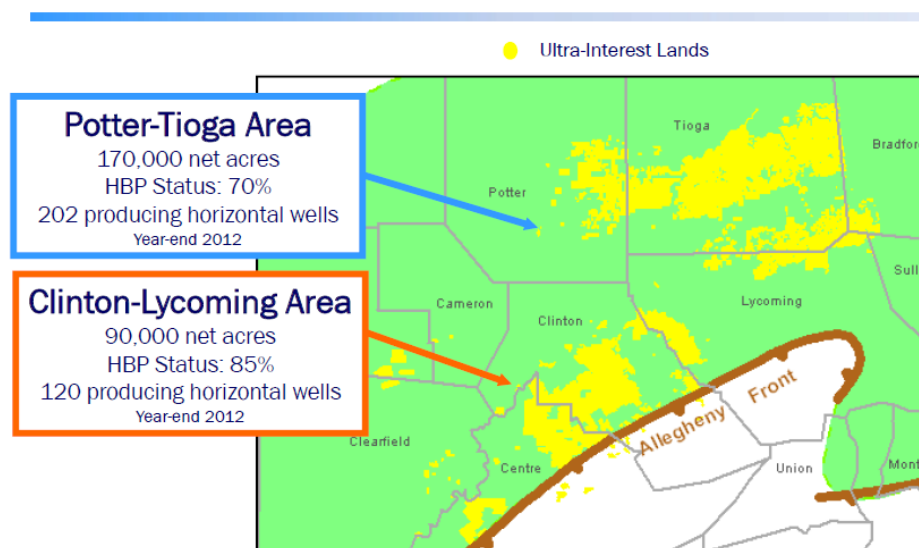 Ultra-Interest Lands
Potter-Tioga Area
170,000 net acres
HBP Status: 70%
202 producing horizontal wells
Year-end 2012
Clinton-Lycoming Area
90,000 net acres
HBP Status: 85%
120 producing horizontal wells
Year-end 2012
Tioga
Bradfor
Potter
Sull
Cameron
Lycoming
Clinton
Allegheny Front
Clearfield
Centre
Union
Mont